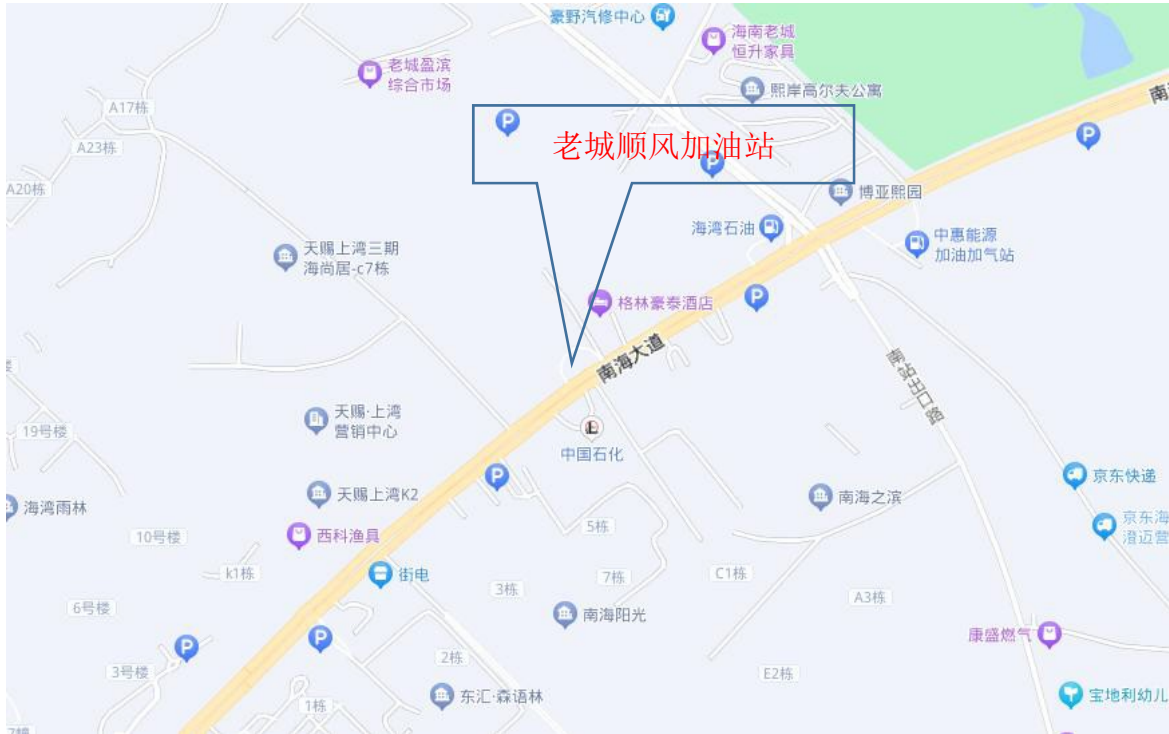 豪野汽修中心
海南老城
恒升家具
老城盈滨
综合市场
熙岸高尔夫公寓
南海
A17栋
P
P
老城顺风加油站
P
A23栋
A20栋
博亚熙园
海湾石油
中惠能源
加油加气站
天赐上湾三期
海尚居-c7栋
P
格林豪泰酒店
南海大道
南站出口路
天赐·上湾
营销中心
19号楼
中国石化
P
京东快递
天赐上湾K2
南海之滨
海湾雨林
京东海
澄迈营
5栋
西科渔具
10号楼
k1栋
街电
7栋
C1栋
3栋
A3栋
6号楼
南海阳光
康盛燃气
P
P
2栋
3号楼
E2栋
东汇·森语林
宝地利幼儿
1栋